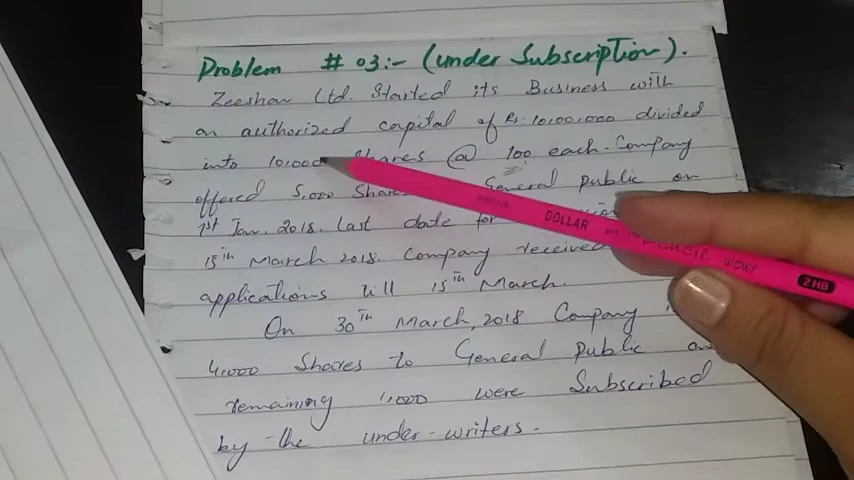 Problem # 03:- (under Subscription).
Zeeshan Ltd. Started its Business with
an authorized capital of Rs. 10,00,000 divided
into 10,000 Shares @ 100 each. Company
offered 5,000 Shares General public on
1st Jan. 2018. Last date for
15th March 2018. Company received
applications till 15th March.
On 30th March, 2018 Company
4,000 Shares to General public
remaining 1,000 were Subscribed
by the under-writers.
DOLLAR
WOW!
2HB